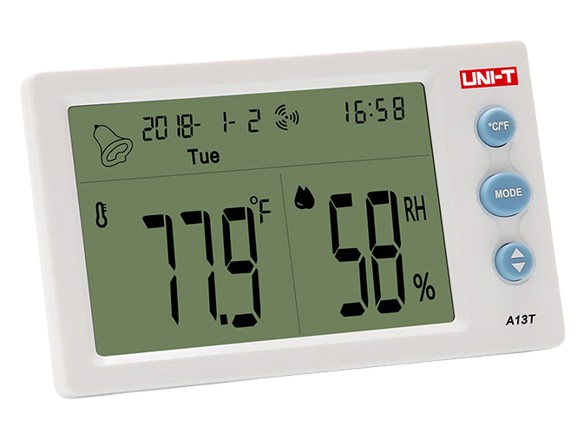 UNI-T
2018- 1- 2 16:58
Tue
°C/°F
77.9 °F
58 RH
%
MODE
A13T